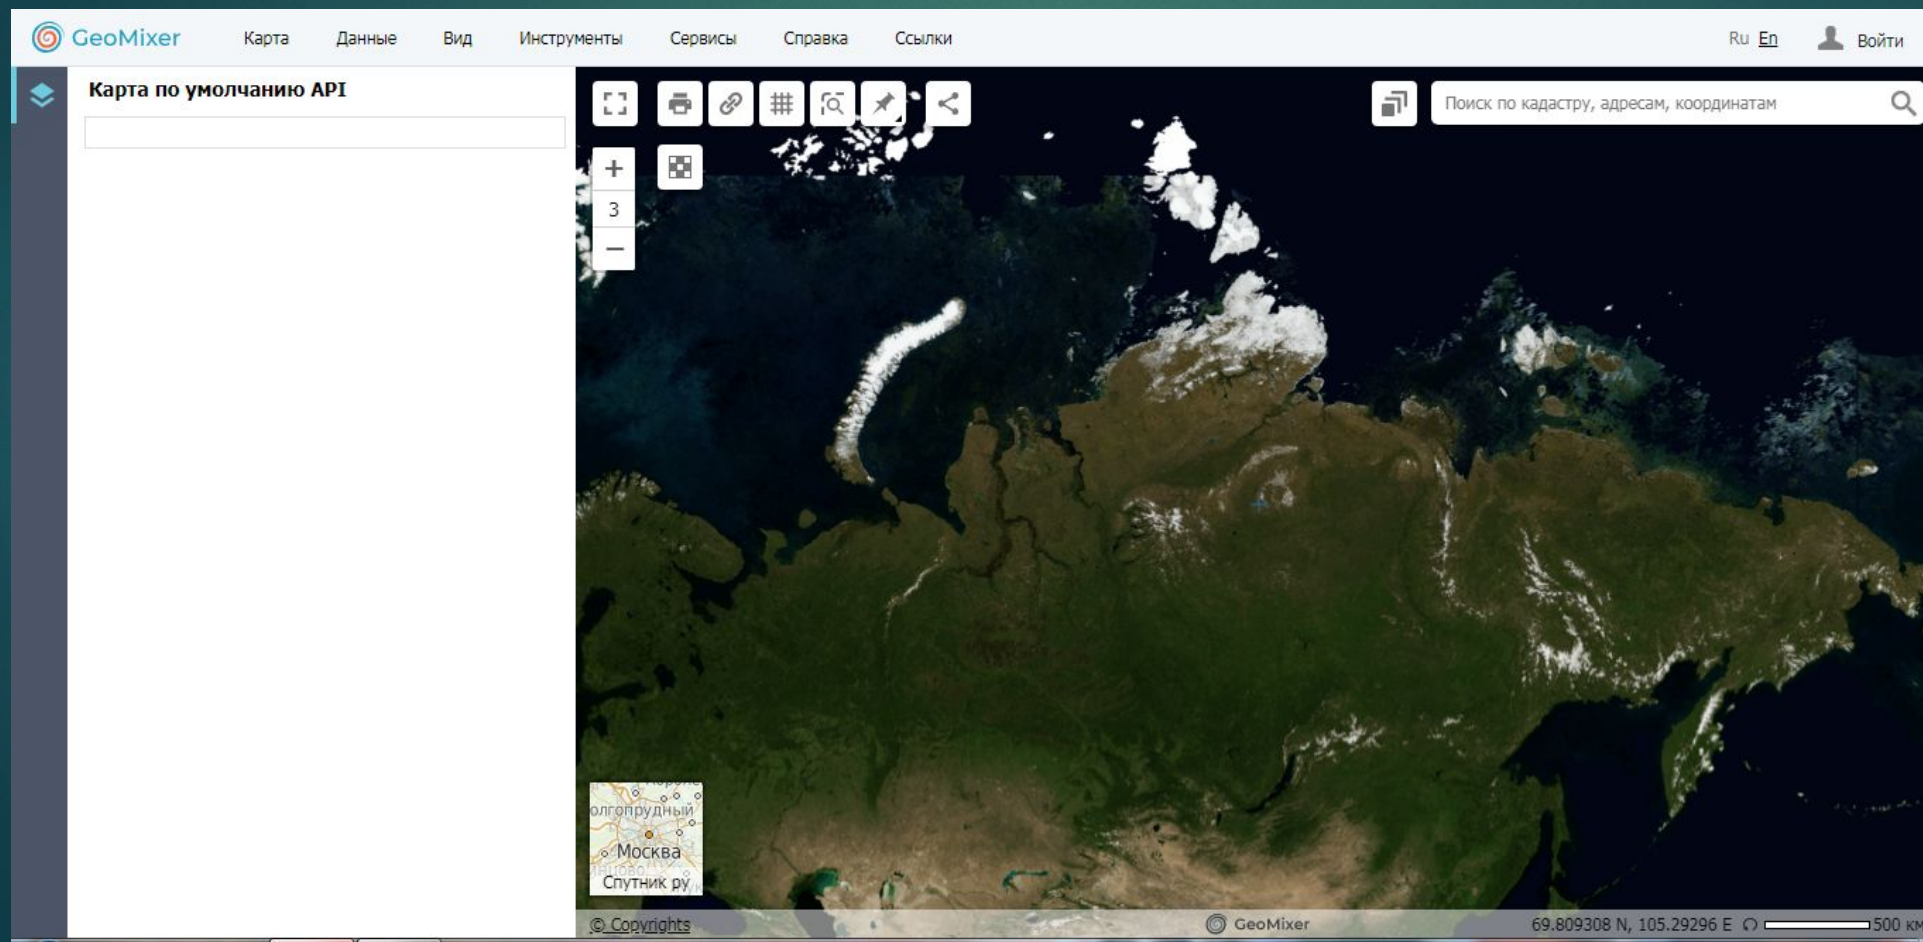 GeoMixer Карта Данные Вид Инструменты Сервисы Справка Ссылки Ru En Войти
Карта по умолчанию API
Поиск по кадастру, адресам, координатам
+
3
−
олгопрудный
Москва
Спутник ру
© Copyrights GeoMixer 69.809308 N, 105.29296 E 500 км